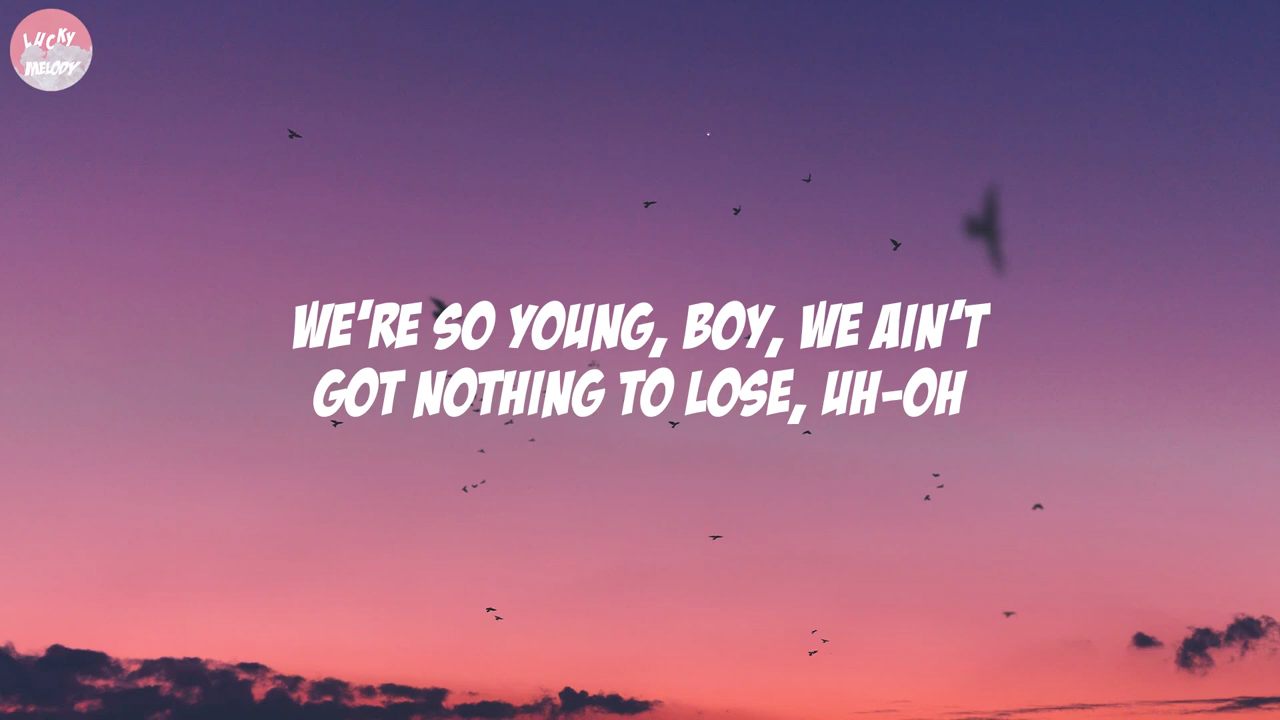 LUCKY
MELODY
WE'RE SO YOUNG, BOY, WE AIN'T
GOT NOTHING TO LOSE, UH-OH